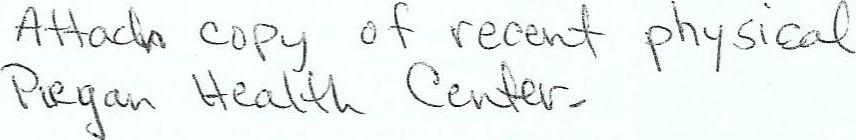 Attach copy of recent physical
Piegan Health Center.